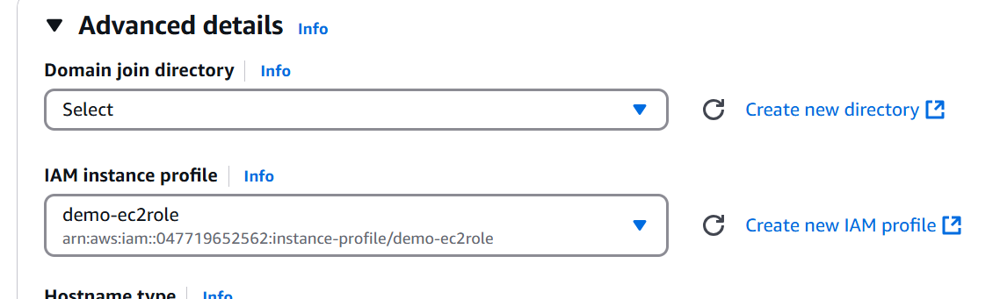 Advanced details Info
Domain join directory Info
Select
Create new directory
IAM instance profile Info
demo-ec2role
arn:aws:iam::047719652562:instance-profile/demo-ec2role
Create new IAM profile
Hostname type Info